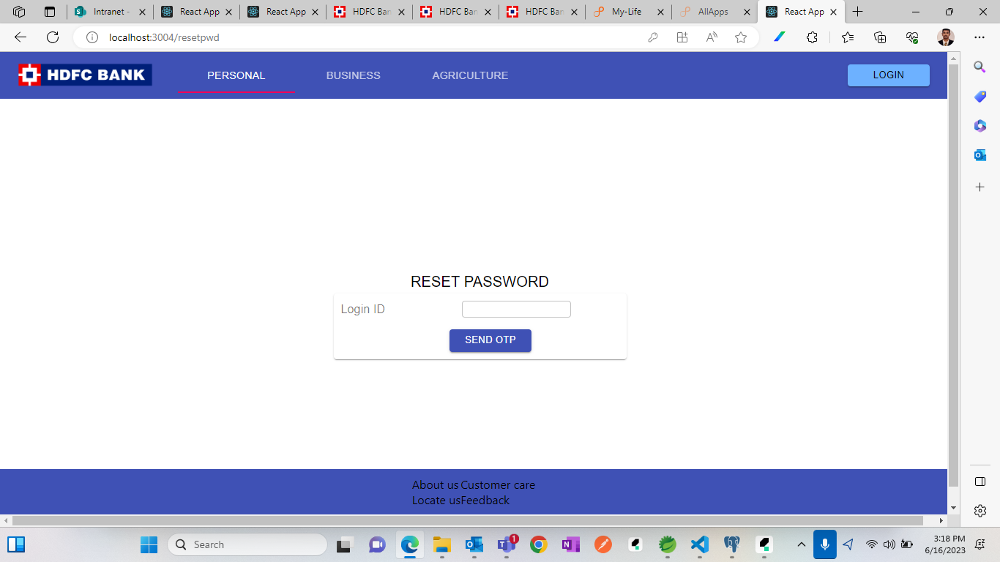 Intranet -
React App
React App
HDFC Ban
HDFC Ban
HDFC Ban
My-Life
AllApps
React App
localhost:3004/resetpwd
HDFC BANK
PERSONAL
BUSINESS
AGRICULTURE
LOGIN
RESET PASSWORD
Login ID
SEND OTP
About us Customer care
Locate usFeedback
Search
1
3:18 PM
6/16/2023